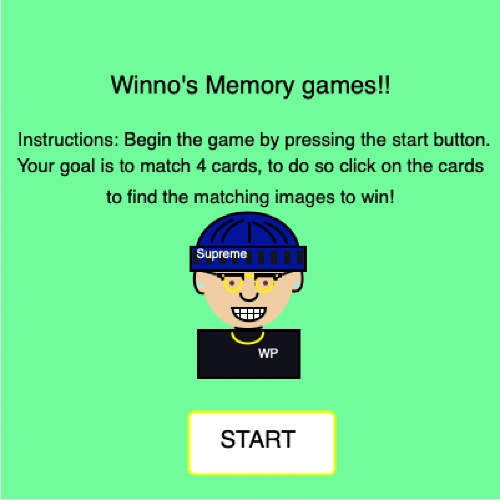 Winno's Memory games!!
Instructions: Begin the game by pressing the start button.
Your goal is to match 4 cards, to do so click on the cards
to find the matching images to win!
Supreme
WP
START